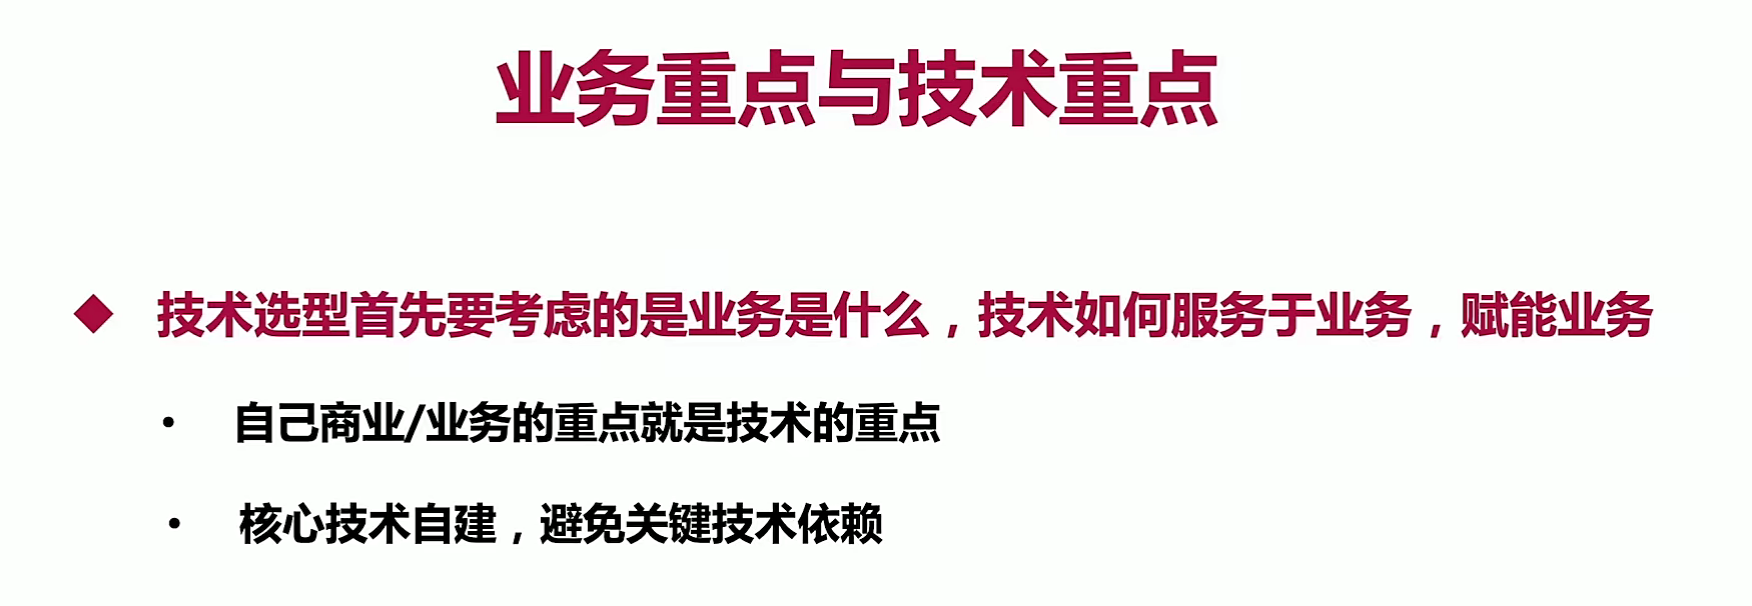 业务重点与技术重点
◆ 技术选型首先要考虑的是业务是什么，技术如何服务于业务，赋能业务
• 自己商业/业务的重点就是技术的重点
• 核心技术自建，避免关键技术依赖